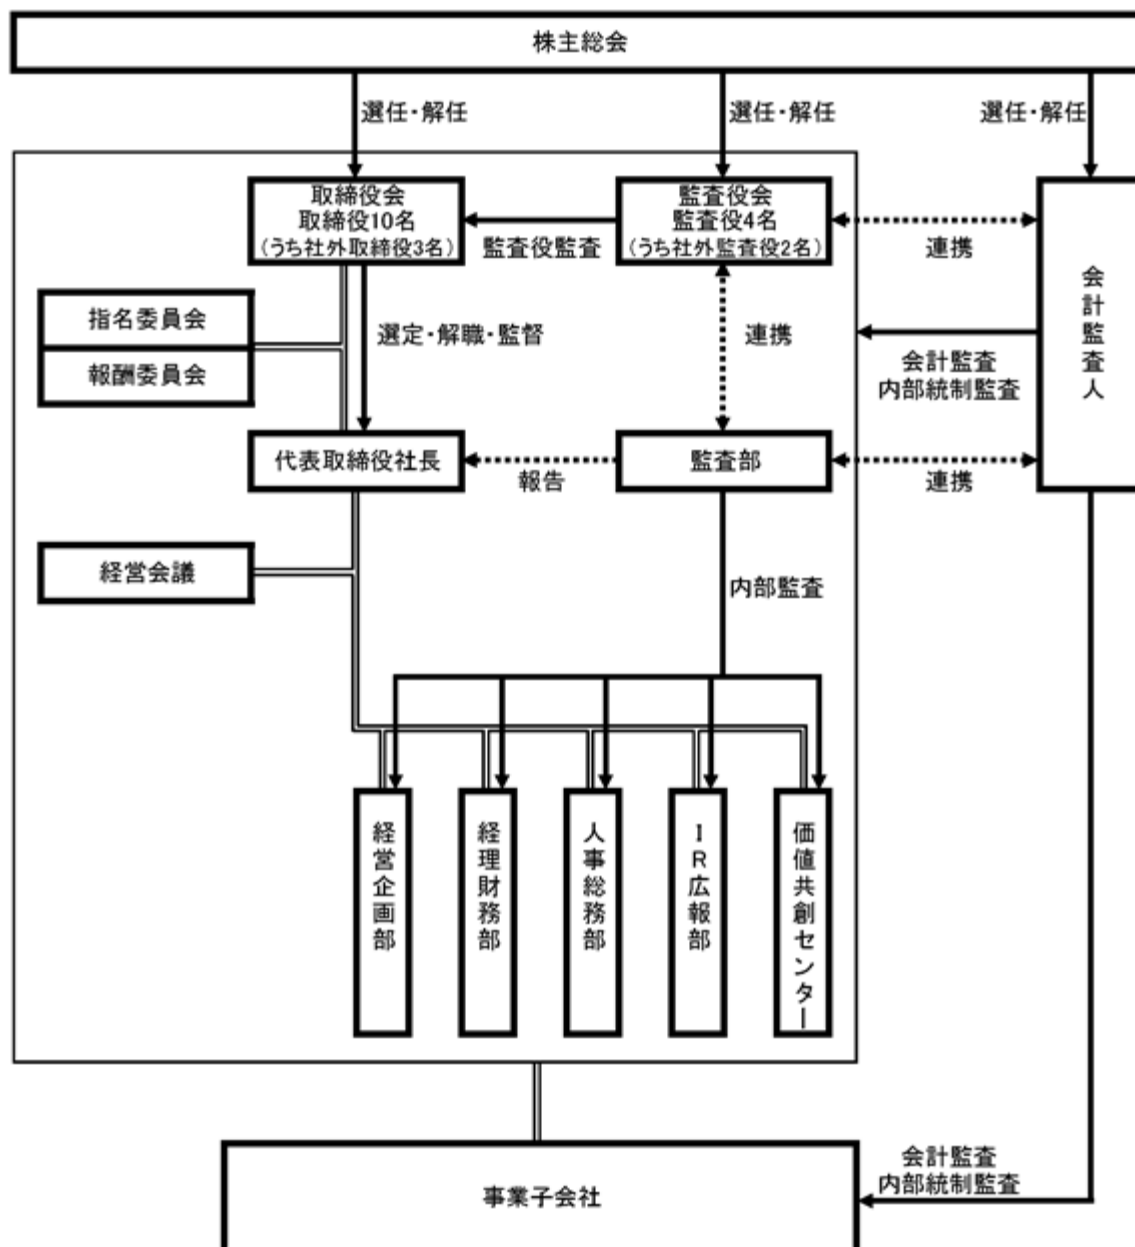 株主総会
選任・解任
選任・解任
選任・解任
取締役会
取締役10名
(うち社外取締役3名)
監査役監査
監査役会
監査役4名
(うち社外監査役2名)
連携
会計監査人
指名委員会
報酬委員会
選定・解職・監督
連携
会計監査
内部統制監査
代表取締役社長
報告
監査部
連携
経営会議
内部監査
経営企画部
経理財務部
人事総務部
IR広報部
価値共創センター
事業子会社
会計監査
内部統制監査